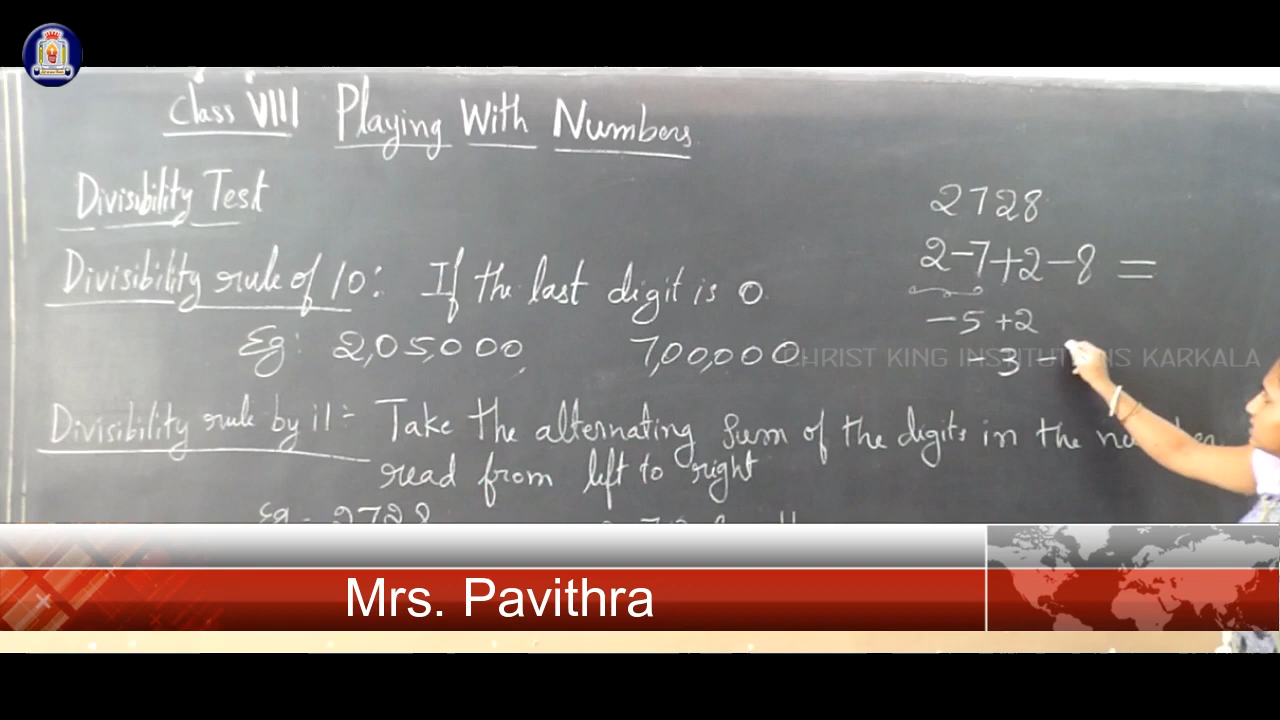 Class VIII Playing With Numbers
Divisibility Test
Divisibility rule of 10: If the last digit is 0
Eg: 2,05,000, 7,00,000.
Divisibility rule by 11:- Take the alternating sum of the digits in the
read from left to right
Eg - 2728
2728
2-7+2-8 =
-5+2
-3-
CHRIST KING INSTITUTIONS KARKALA
Mrs. Pavithra